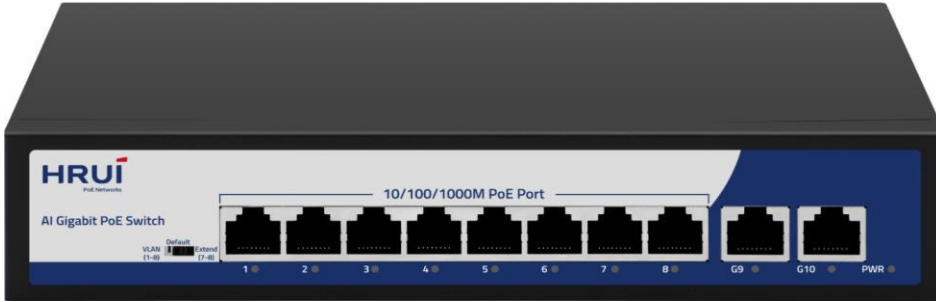 HRUÍ
PoE Networks
10/100/1000M PoE Port
AI Gigabit PoE Switch
Default
VLAN Extend
(1-8) (7-8)
1 2 3 4 5 6 7 8 G9 G10 PWR